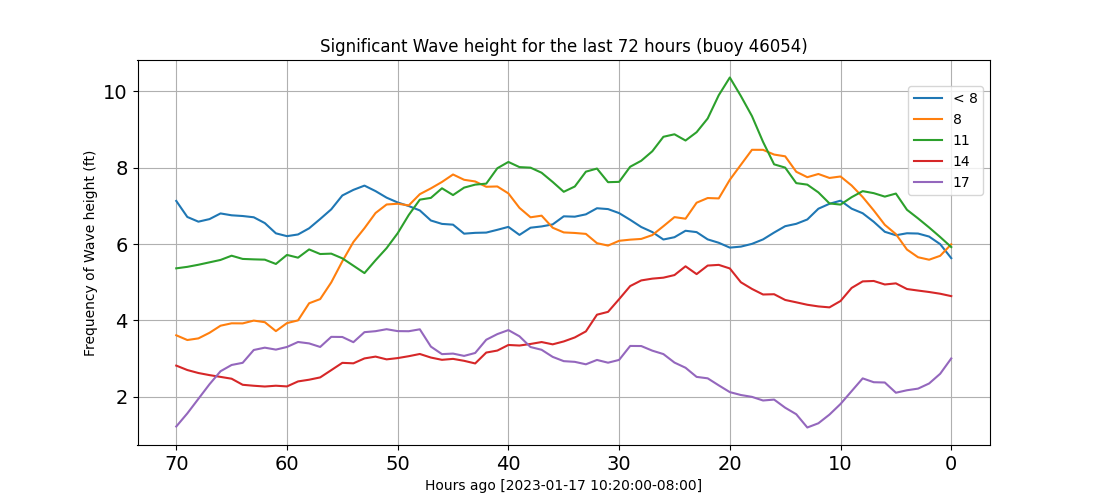 Significant Wave height for the last 72 hours (buoy 46054)
Frequency of Wave height (ft)
10
8
6
4
2
< 8
8
11
14
17
70 60 50 40 30 20 10 0
Hours ago [2023-01-17 10:20:00-08:00]